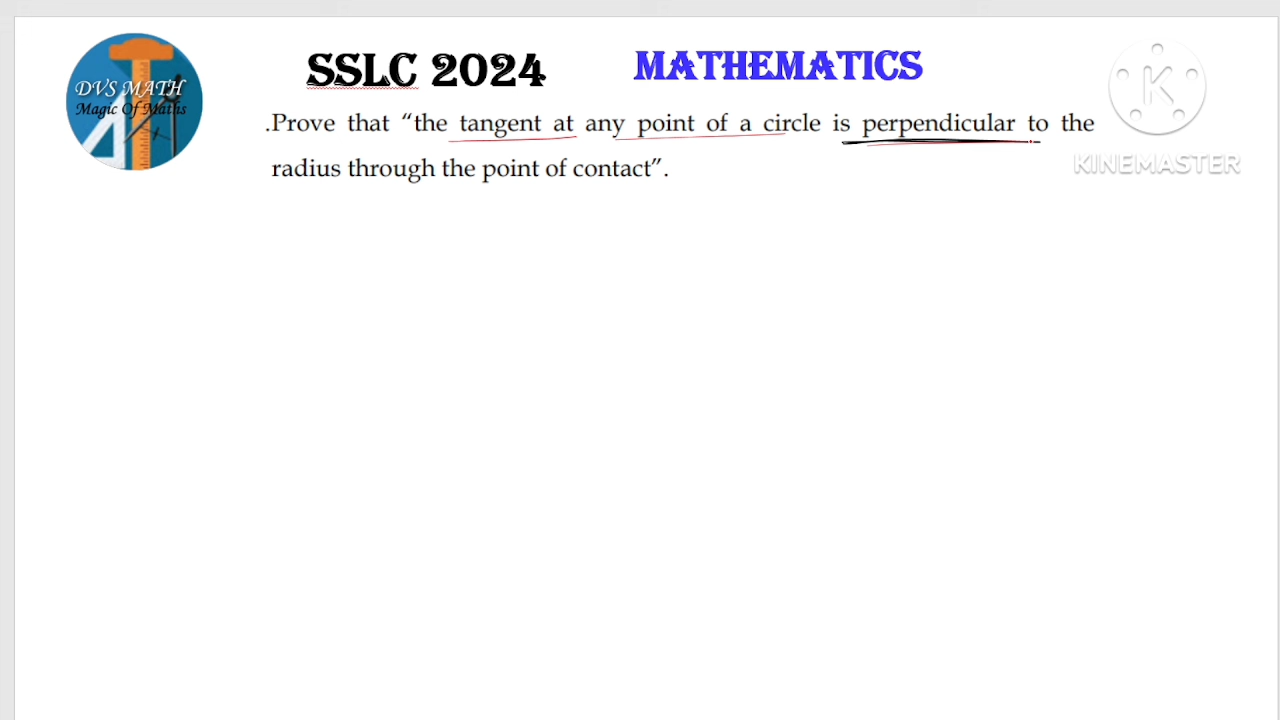 DVS MATH
Magic Of Maths
SSLC 2024
MATHEMATICS
.Prove that “the tangent at any point of a circle is perpendicular to the
radius through the point of contact”.
K
KINEMASTER